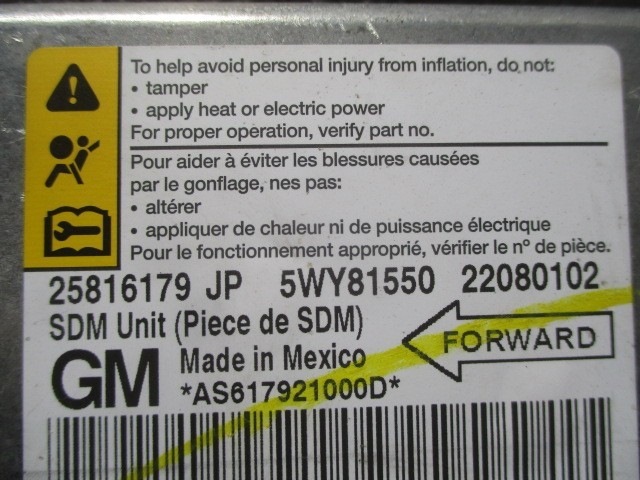 To help avoid personal injury from inflation, do not:
• tamper
• apply heat or electric power
For proper operation, verify part no.
Pour aider à éviter les blessures causées
par le gonflage, nes pas:
• altérer
• appliquer de chaleur ni de puissance électrique
Pour le fonctionnement approprié, vérifier le nº de pièce.
25816179 JP 5WY81550 22080102
SDM Unit (Piece de SDM)
FORWARD
GM Made in Mexico
*AS617921000D*